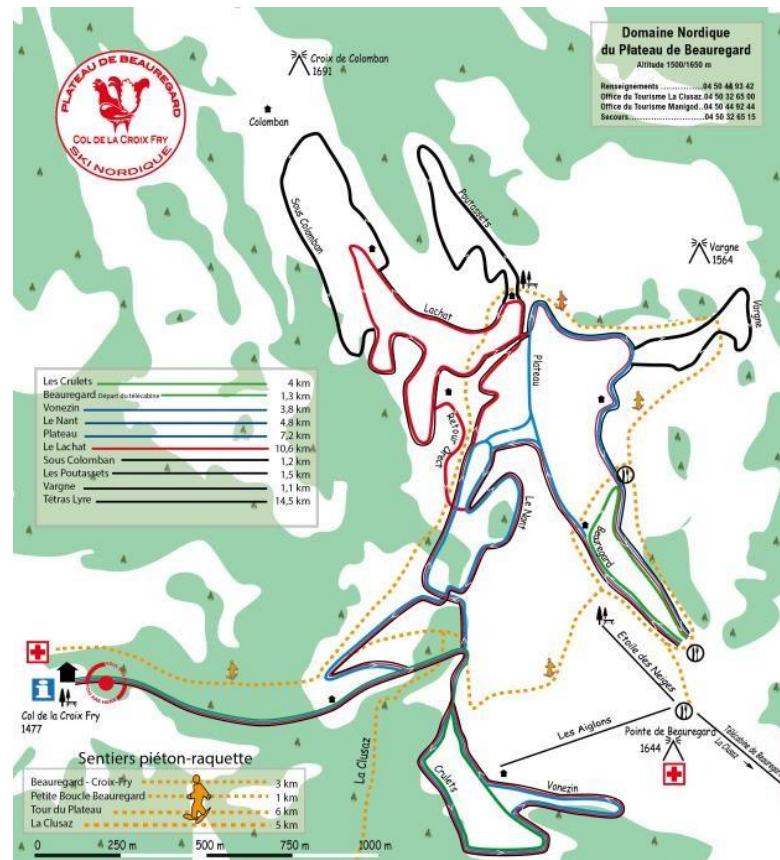 PLATEAU DE BEAUREGARD
COL DE LA CROIX FRY
SKI NORDIQUE
Croix de Colomban
1691
Colomban
Domaine Nordique
du Plateau de Beauregard
Altitude 1500/1650 m
Renseignements ..............04 50 44 93 42
Office du Tourisme La Clusaz.04 50 32 65 00
Office du Tourisme Manigod..04 50 44 92 44
Secours..........................04 50 32 65 15
Sous Colomban
Poutassets
Vargne
1564
Vargne
Lachat
Plateau
Retour Direct
Le Nant
Beauregard
Les Crulets 4 km
Beauregard Départ du télécabine 1,3 km
Vonezin 3,8 km
Le Nant 4,8 km
Plateau 7,2 km
Le Lachat 10,6 km
Sous Colomban 1,2 km
Les Poutassets 1,5 km
Vargne 1,1 km
Tétras Lyre 14,5 km
Etoile des Neiges
Col de la Croix Fry
1477
i
Les Aiglons
Pointe de Beauregard
1644
Télécabine de Beauregard
La Clusaz
La Clusaz
Crulets
Vonezin
Sentiers piéton-raquette
Beauregard - Croix-Fry 3 km
Petite Boucle Beauregard 1 km
Tour du Plateau 6 km
La Clusaz 5 km
0 250 m 500 m 750 m 1000 m